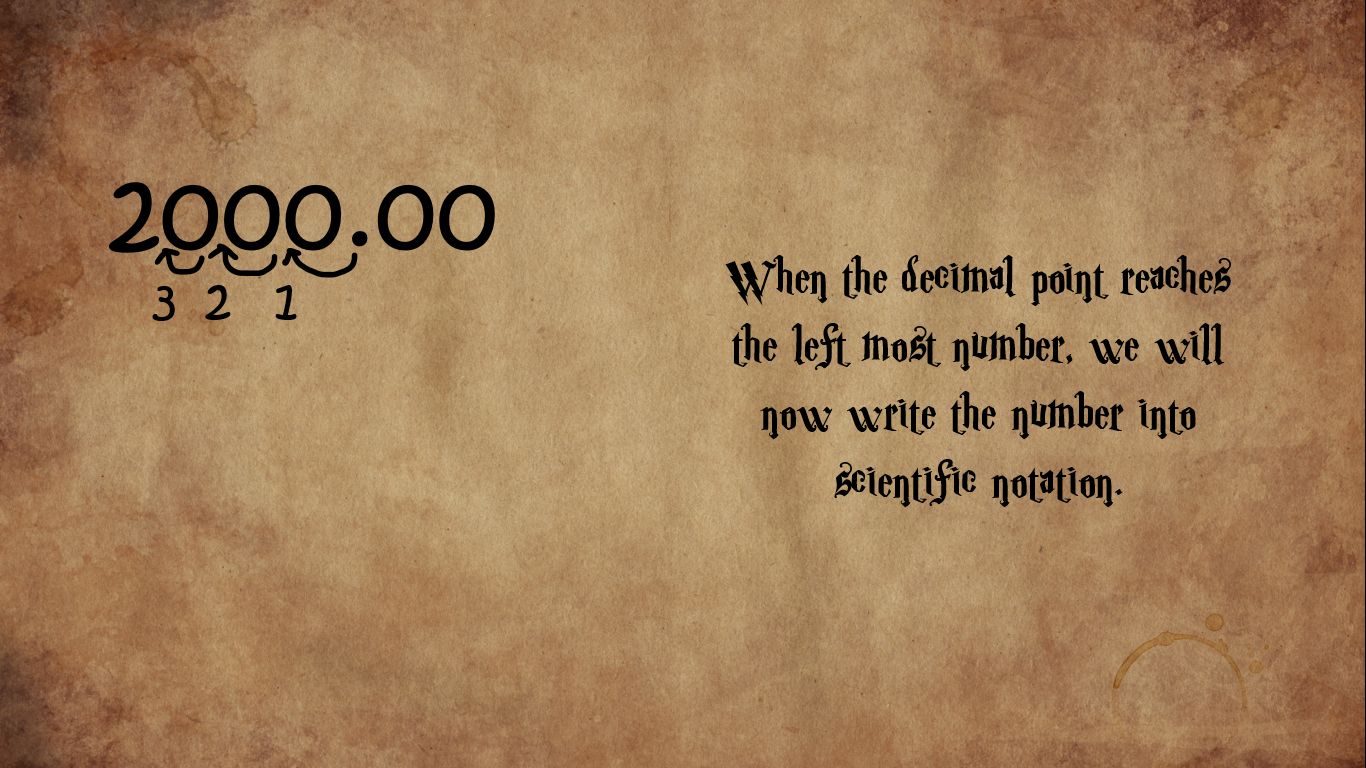 2000.00
3 2 1
When the decimal point reaches
the left most number, we will
now write the number into
scientific notation.